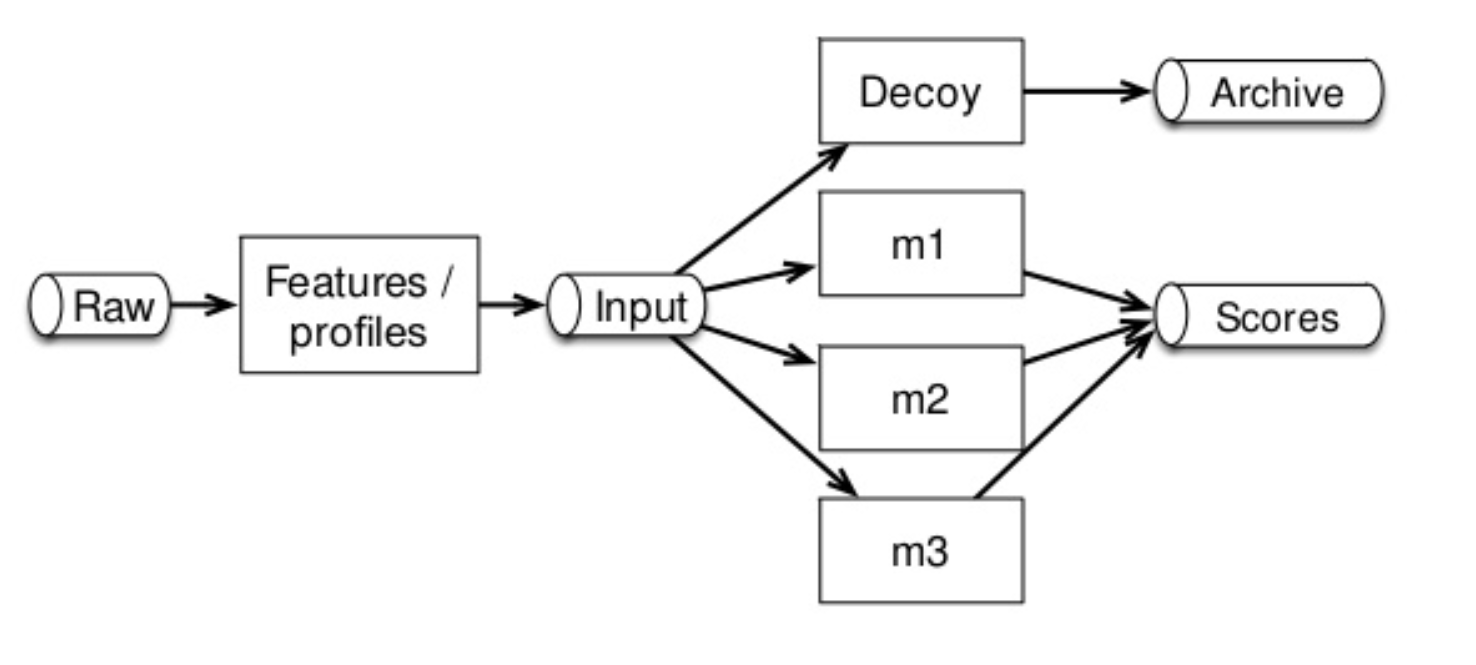 Decoy
Archive
m1
Raw
Features /
profiles
Input
Scores
m2
m3